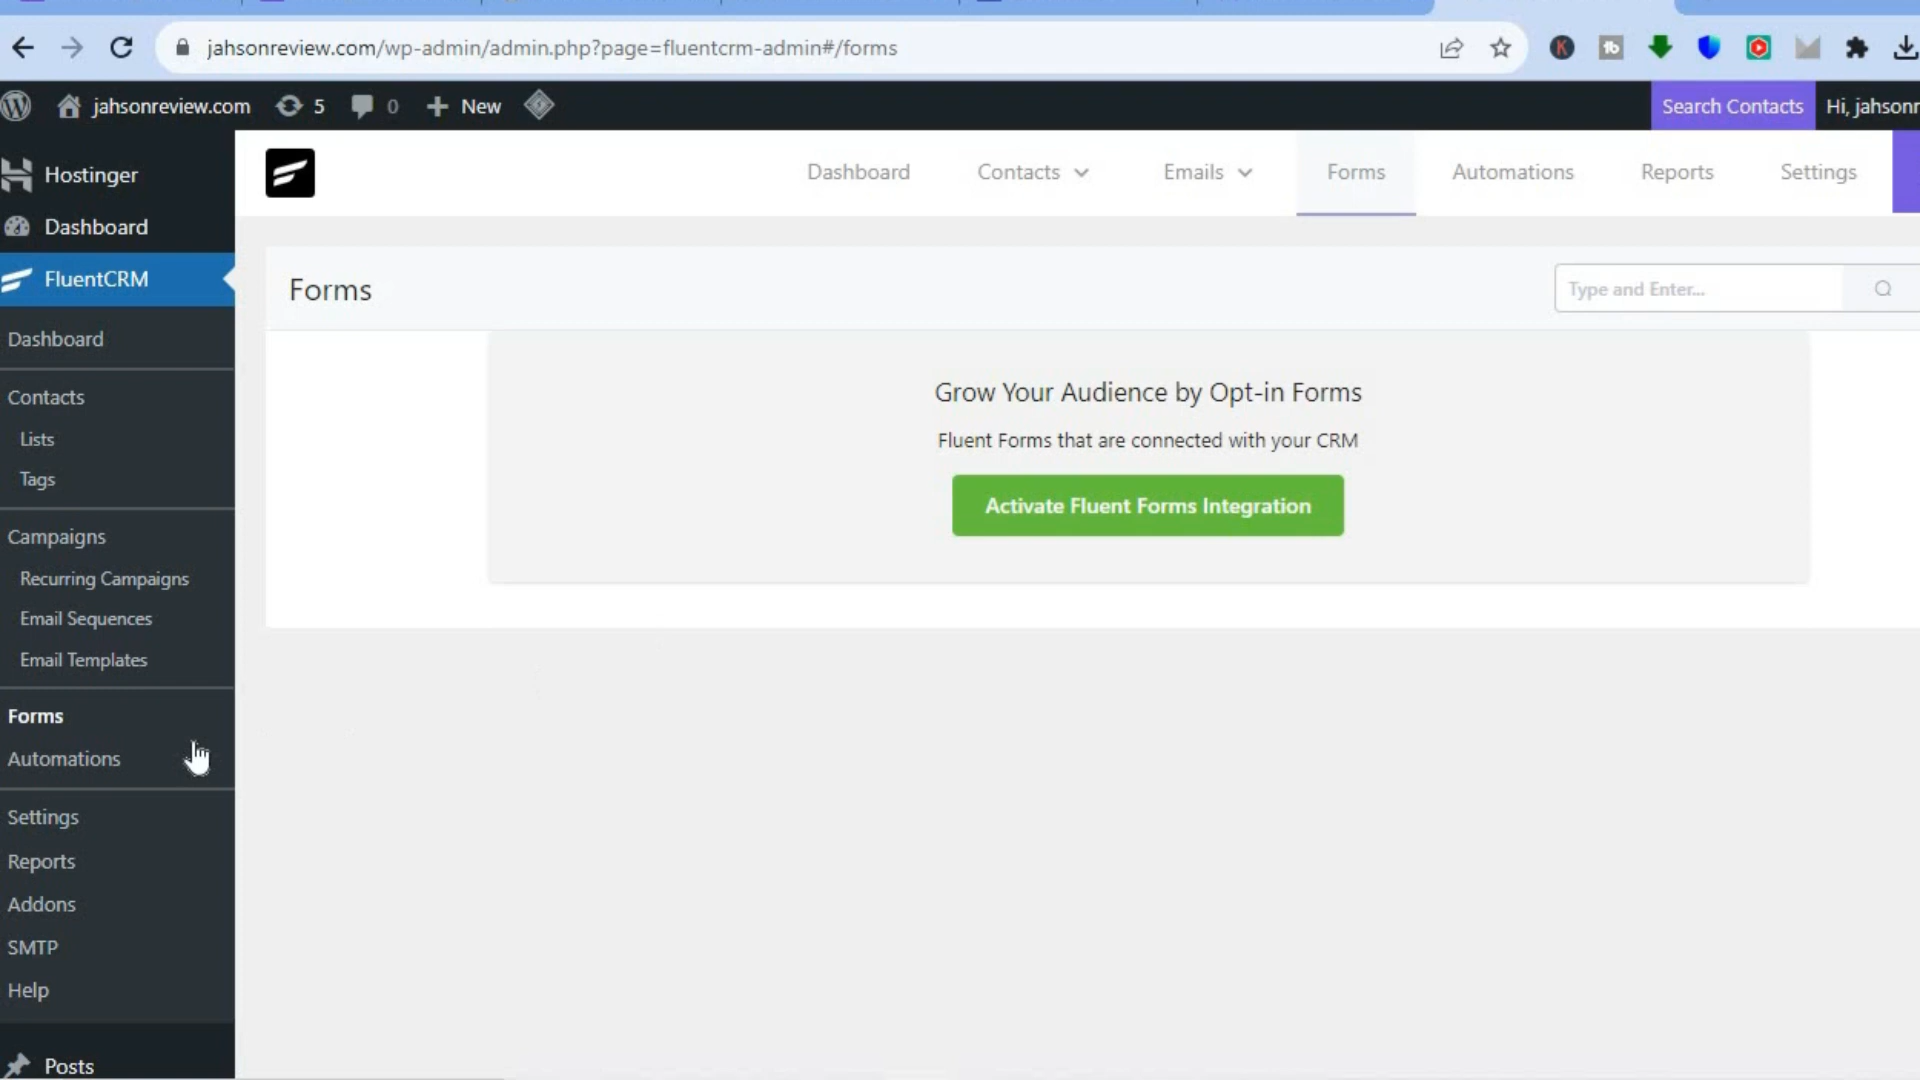 jahsonreview.com/wp-admin/admin.php?page=fluentcrm-admin#/forms
jahsonreview.com 5 0 New Search Contacts Hi, jahsonr
Hostinger
Dashboard
FluentCRM
Dashboard
Contacts
Lists
Tags
Campaigns
Recurring Campaigns
Email Sequences
Email Templates
Forms
Automations
Settings
Reports
Addons
SMTP
Help
Posts
Dashboard Contacts Emails Forms Automations Reports Settings
Forms
Type and Enter...
Grow Your Audience by Opt-in Forms
Fluent Forms that are connected with your CRM
Activate Fluent Forms Integration